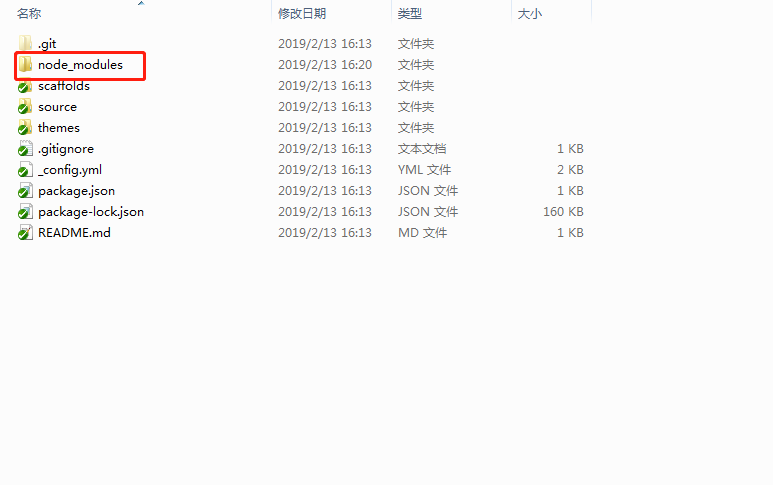 名称 修改日期 类型 大小
.git 2019/2/13 16:13 文件夹
node_modules 2019/2/13 16:20 文件夹
scaffolds 2019/2/13 16:13 文件夹
source 2019/2/13 16:13 文件夹
themes 2019/2/13 16:13 文件夹
.gitignore 2019/2/13 16:13 文本文档 1 KB
_config.yml 2019/2/13 16:13 YML 文件 2 KB
package.json 2019/2/13 16:13 JSON 文件 1 KB
package-lock.json 2019/2/13 16:13 JSON 文件 160 KB
README.md 2019/2/13 16:13 MD 文件 1 KB